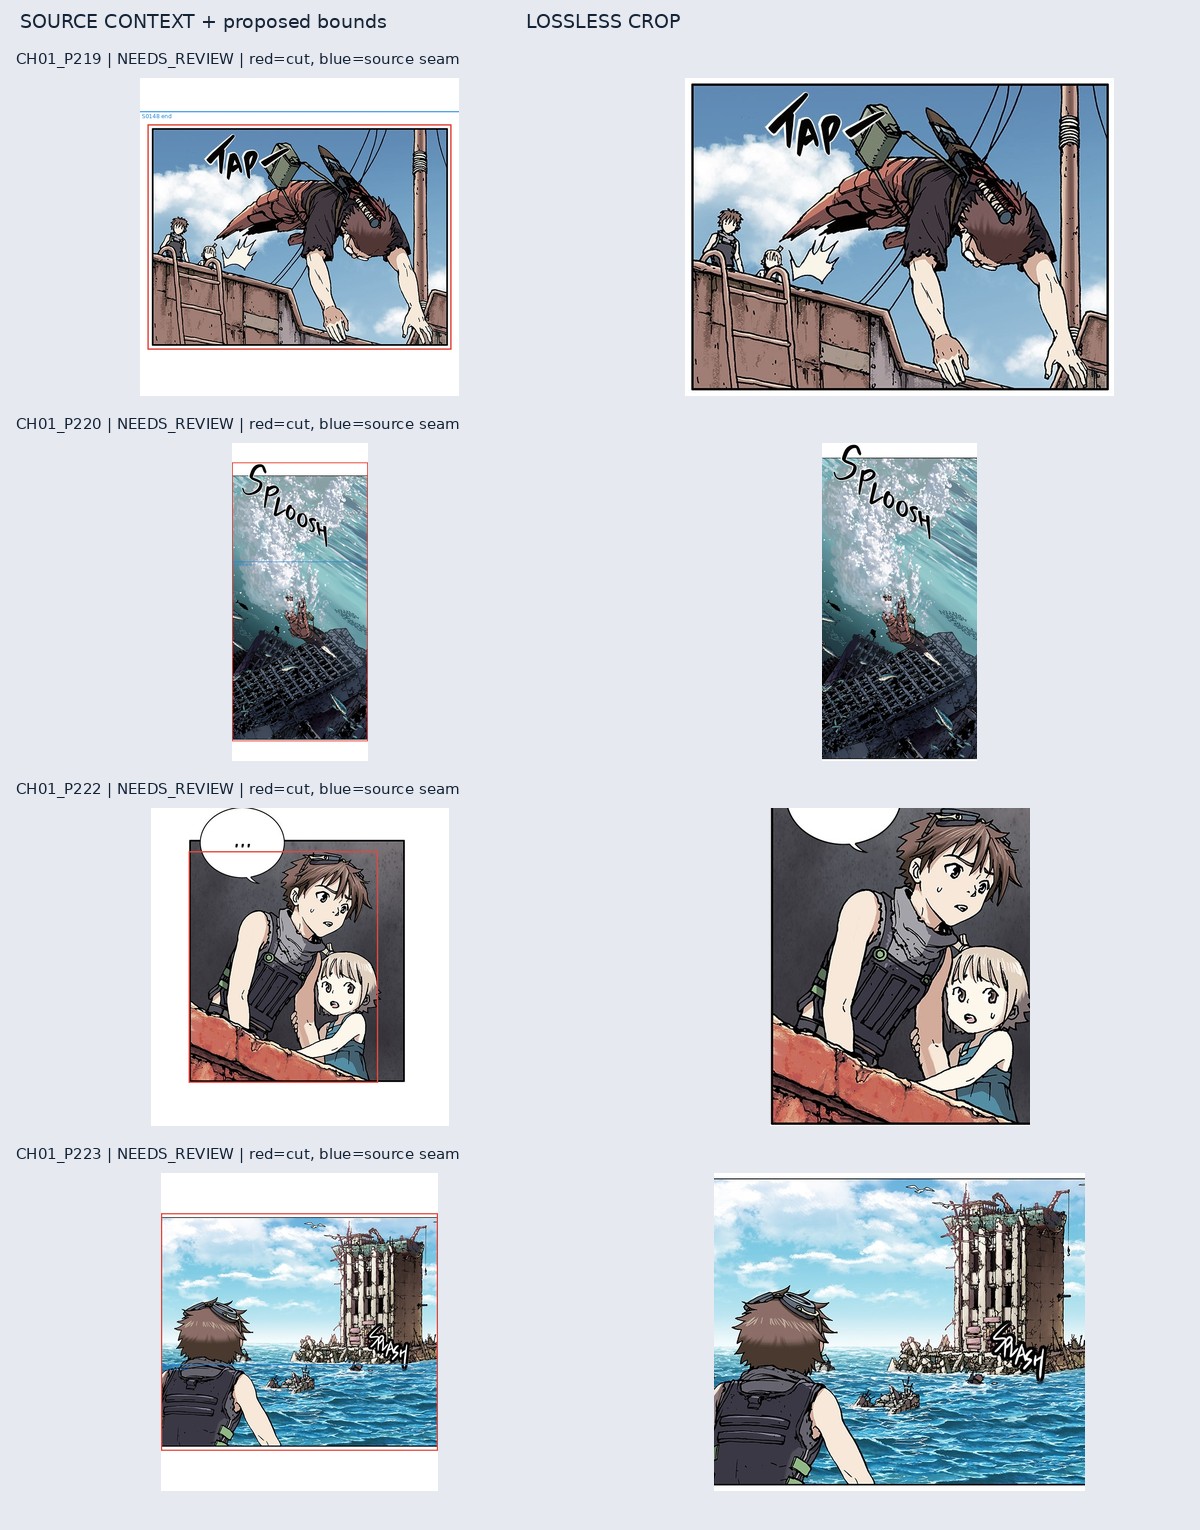 SOURCE CONTEXT + proposed bounds
LOSSLESS CROP
CH01_P219 | NEEDS_REVIEW | red=cut, blue=source seam
S0148 end
TAP
TAP
CH01_P220 | NEEDS_REVIEW | red=cut, blue=source seam
SPLOOSH
SPLOOSH
CH01_P222 | NEEDS_REVIEW | red=cut, blue=source seam
...
CH01_P223 | NEEDS_REVIEW | red=cut, blue=source seam
SPLASH
SPLASH